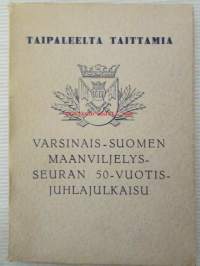 TAIPALEELTA TAITTAMIA
VARSINAIS-SUOMEN
MAANVILJELYS-
SEURAN 50-VUOTIS-
JUHLAJULKAISU